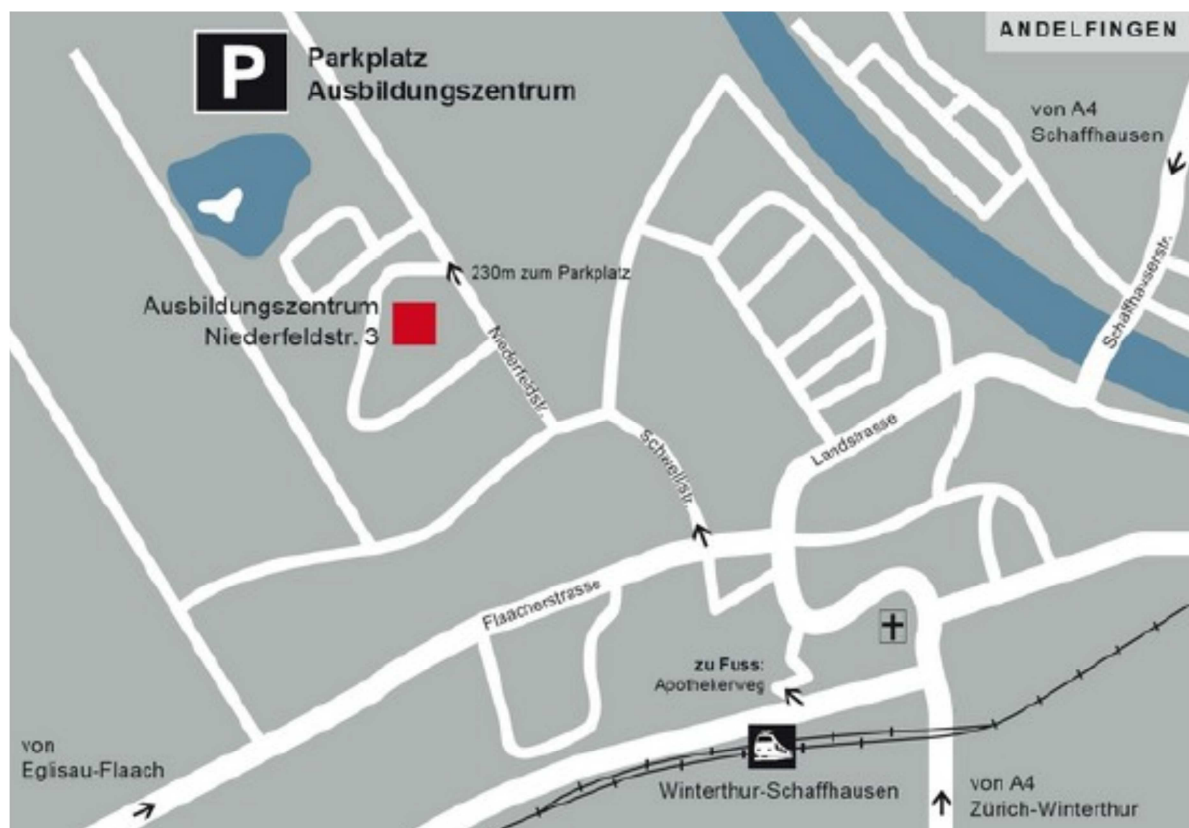 ANDELFINGEN
P
Parkplatz
Ausbildungszentrum
von A4
Schaffhausen
Schaffhauserstr.
230m zum Parkplatz
Ausbildungszentrum
Niederfeldstr. 3
Niederfeldstr.
Schwellistr.
Landstrasse
Flaacherstrasse
zu Fuss:
Apothekerweg
von
Eglisau-Flaach
Winterthur-Schaffhausen
von A4
Zürich-Winterthur